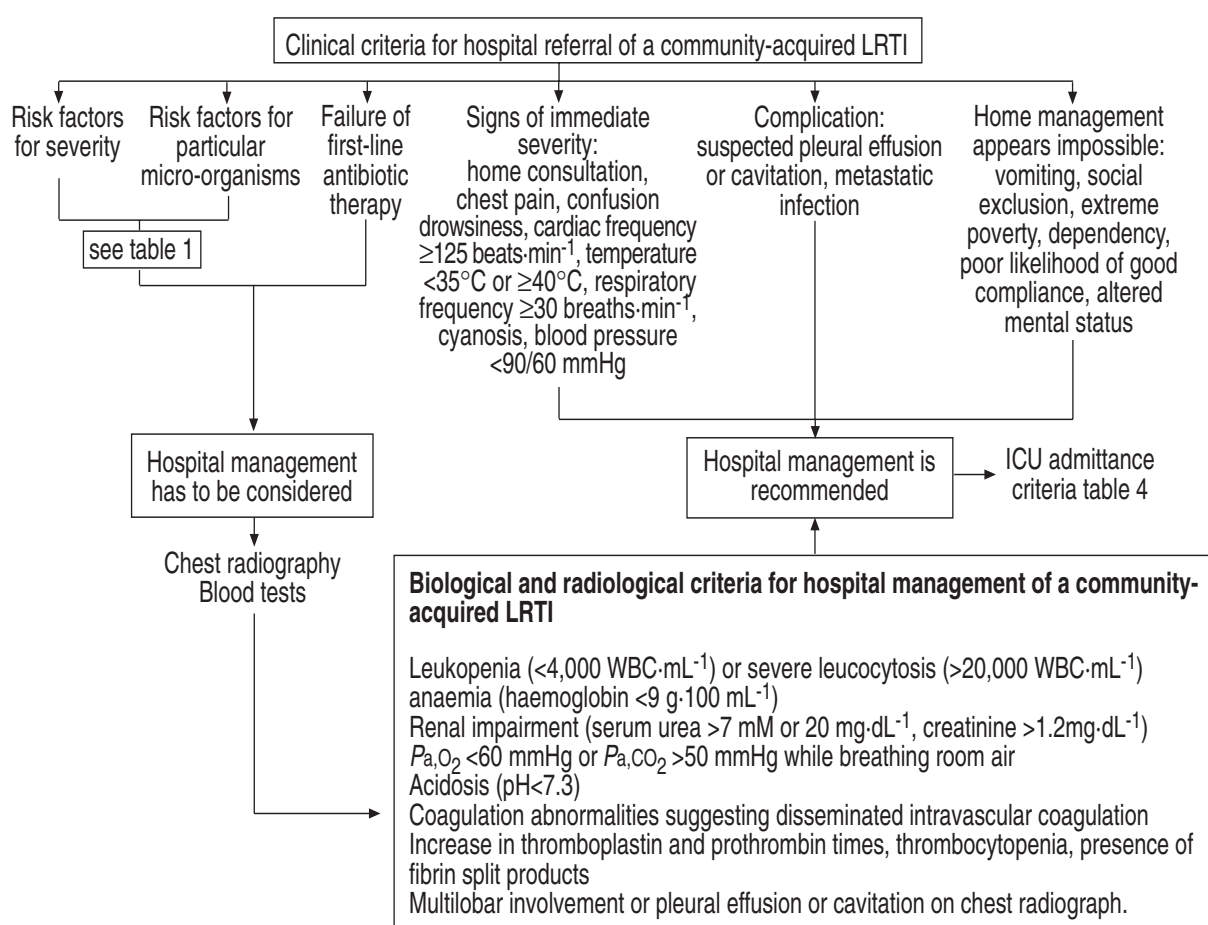 Clinical criteria for hospital referral of a community-acquired LRTI
Risk factors
for severity
Risk factors for
particular
micro-organisms
see table 1
Failure of
first-line
antibiotic
therapy
Signs of immediate
severity:
home consultation,
chest pain, confusion
drowsiness, cardiac frequency
≥125 beats·min⁻¹, temperature
<35°C or ≥40°C, respiratory
frequency ≥30 breaths·min⁻¹,
cyanosis, blood pressure
<90/60 mmHg
Complication:
suspected pleural effusion
or cavitation, metastatic
infection
Home management
appears impossible:
vomiting, social
exclusion, extreme
poverty, dependency,
poor likelihood of good
compliance, altered
mental status
Hospital management
has to be considered
Hospital management is
recommended
ICU admittance
criteria table 4
Chest radiography
Blood tests
Biological and radiological criteria for hospital management of a community-
acquired LRTI
Leukopenia (<4,000 WBC·mL⁻¹) or severe leucocytosis (>20,000 WBC·mL⁻¹)
anaemia (haemoglobin <9 g·100 mL⁻¹)
Renal impairment (serum urea >7 mM or 20 mg·dL⁻¹, creatinine >1.2mg·dL⁻¹)
Pa,O₂ <60 mmHg or Pa,CO₂ >50 mmHg while breathing room air
Acidosis (pH<7.3)
Coagulation abnormalities suggesting disseminated intravascular coagulation
Increase in thromboplastin and prothrombin times, thrombocytopenia, presence of
fibrin split products
Multilobar involvement or pleural effusion or cavitation on chest radiograph.